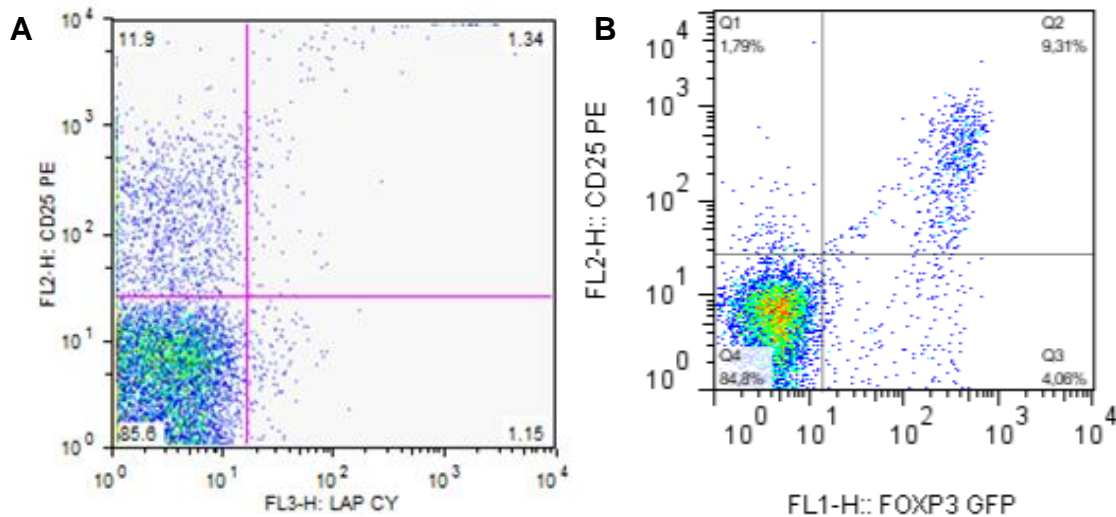 A
10^4
10^3
10^2
10^1
10^0
11.9
1.34
85.6
1.15
FL2-H: CD25 PE
10^0 10^1 10^2 10^3 10^4
FL3-H: LAP CY
B
10^4
10^3
10^2
10^1
10^0
Q1
1,79%
Q2
9,31%
Q4
84,8%
Q3
4,06%
FL2-H:: CD25 PE
10^0 10^1 10^2 10^3 10^4
FL1-H:: FOXP3 GFP